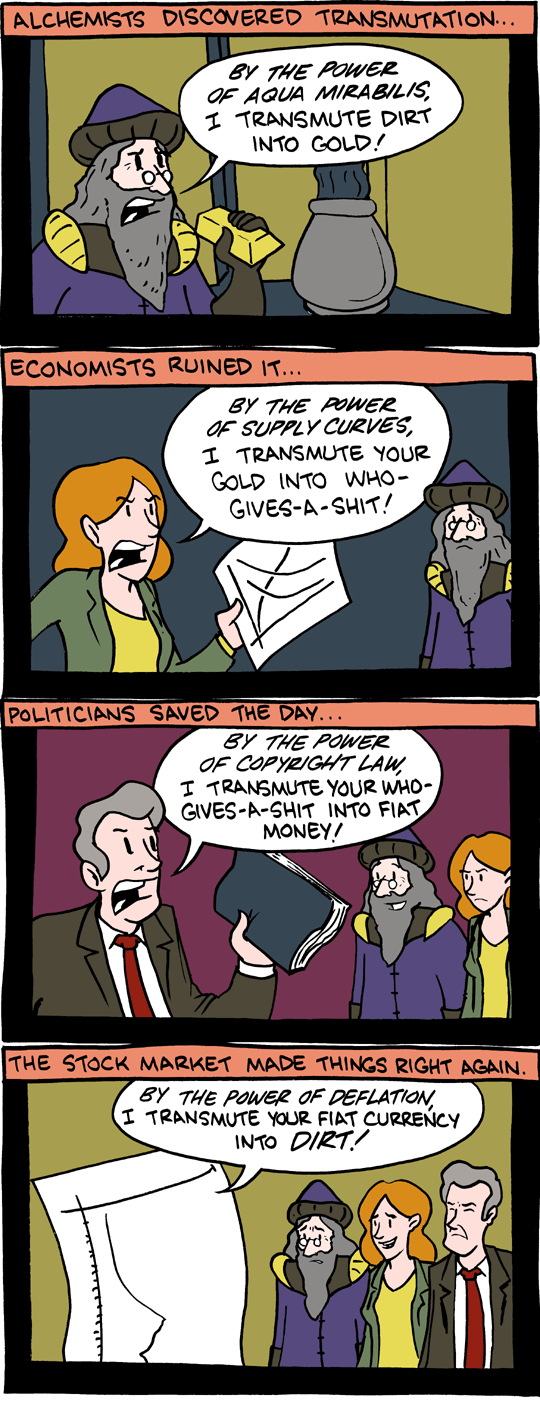 ALCHEMISTS DISCOVERED TRANSMUTATION...
BY THE POWER
OF AQUA MIRABILIS,
I TRANSMUTE DIRT
INTO GOLD!
ECONOMISTS RUINED IT...
BY THE POWER
OF SUPPLY CURVES,
I TRANSMUTE YOUR
GOLD INTO WHO-
GIVES-A-SHIT!
POLITICIANS SAVED THE DAY...
BY THE POWER
OF COPYRIGHT LAW,
I TRANSMUTE YOUR WHO-
GIVES-A-SHIT INTO FIAT
MONEY!
THE STOCK MARKET MADE THINGS RIGHT AGAIN.
BY THE POWER OF DEFLATION,
I TRANSMUTE YOUR FIAT CURRENCY
INTO DIRT!